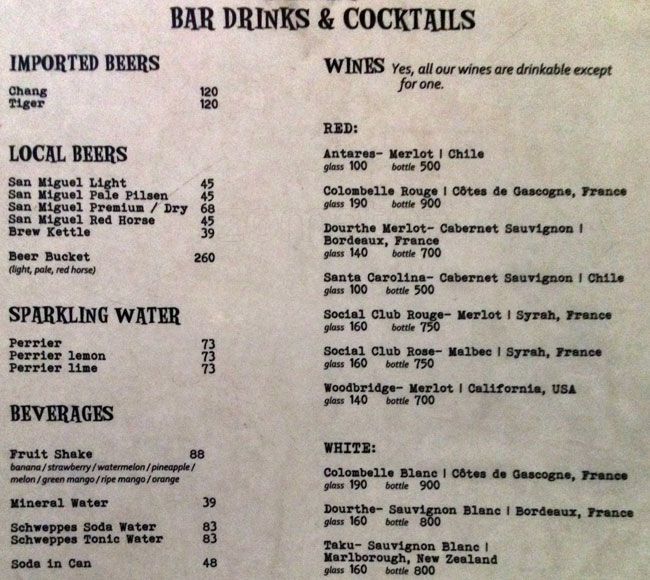 BAR DRINKS & COCKTAILS
IMPORTED BEERS
Chang 120
Tiger 120
LOCAL BEERS
San Miguel Light 45
San Miguel Pale Pilsen 45
San Miguel Premium / Dry 68
San Miguel Red Horse 45
Brew Kettle 39
Beer Bucket 260
(light, pale, red horse)
SPARKLING WATER
Perrier 73
Perrier lemon 73
Perrier lime 73
BEVERAGES
Fruit Shake 88
banana / strawberry / watermelon / pineapple /
melon / green mango / ripe mango / orange
Mineral Water 39
Schweppes Soda Water 83
Schweppes Tonic Water 83
Soda in Can 48
WINES Yes, all our wines are drinkable except
for one.
RED:
Antares- Merlot | Chile
glass 100 bottle 500
Colombelle Rouge | Côtes de Gascogne, France
glass 190 bottle 900
Dourthe Merlot- Cabernet Sauvignon |
Bordeaux, France
glass 140 bottle 700
Santa Carolina- Cabernet Sauvignon | Chile
glass 100 bottle 500
Social Club Rouge- Merlot | Syrah, France
glass 160 bottle 750
Social Club Rose- Malbec | Syrah, France
glass 160 bottle 750
Woodbridge- Merlot | California, USA
glass 140 bottle 700
WHITE:
Colombelle Blanc | Côtes de Gascogne, France
glass 190 bottle 900
Dourthe- Sauvignon Blanc | Bordeaux, France
glass 160 bottle 800
Taku- Sauvignon Blanc |
Marlborough, New Zealand
glass 160 bottle 800